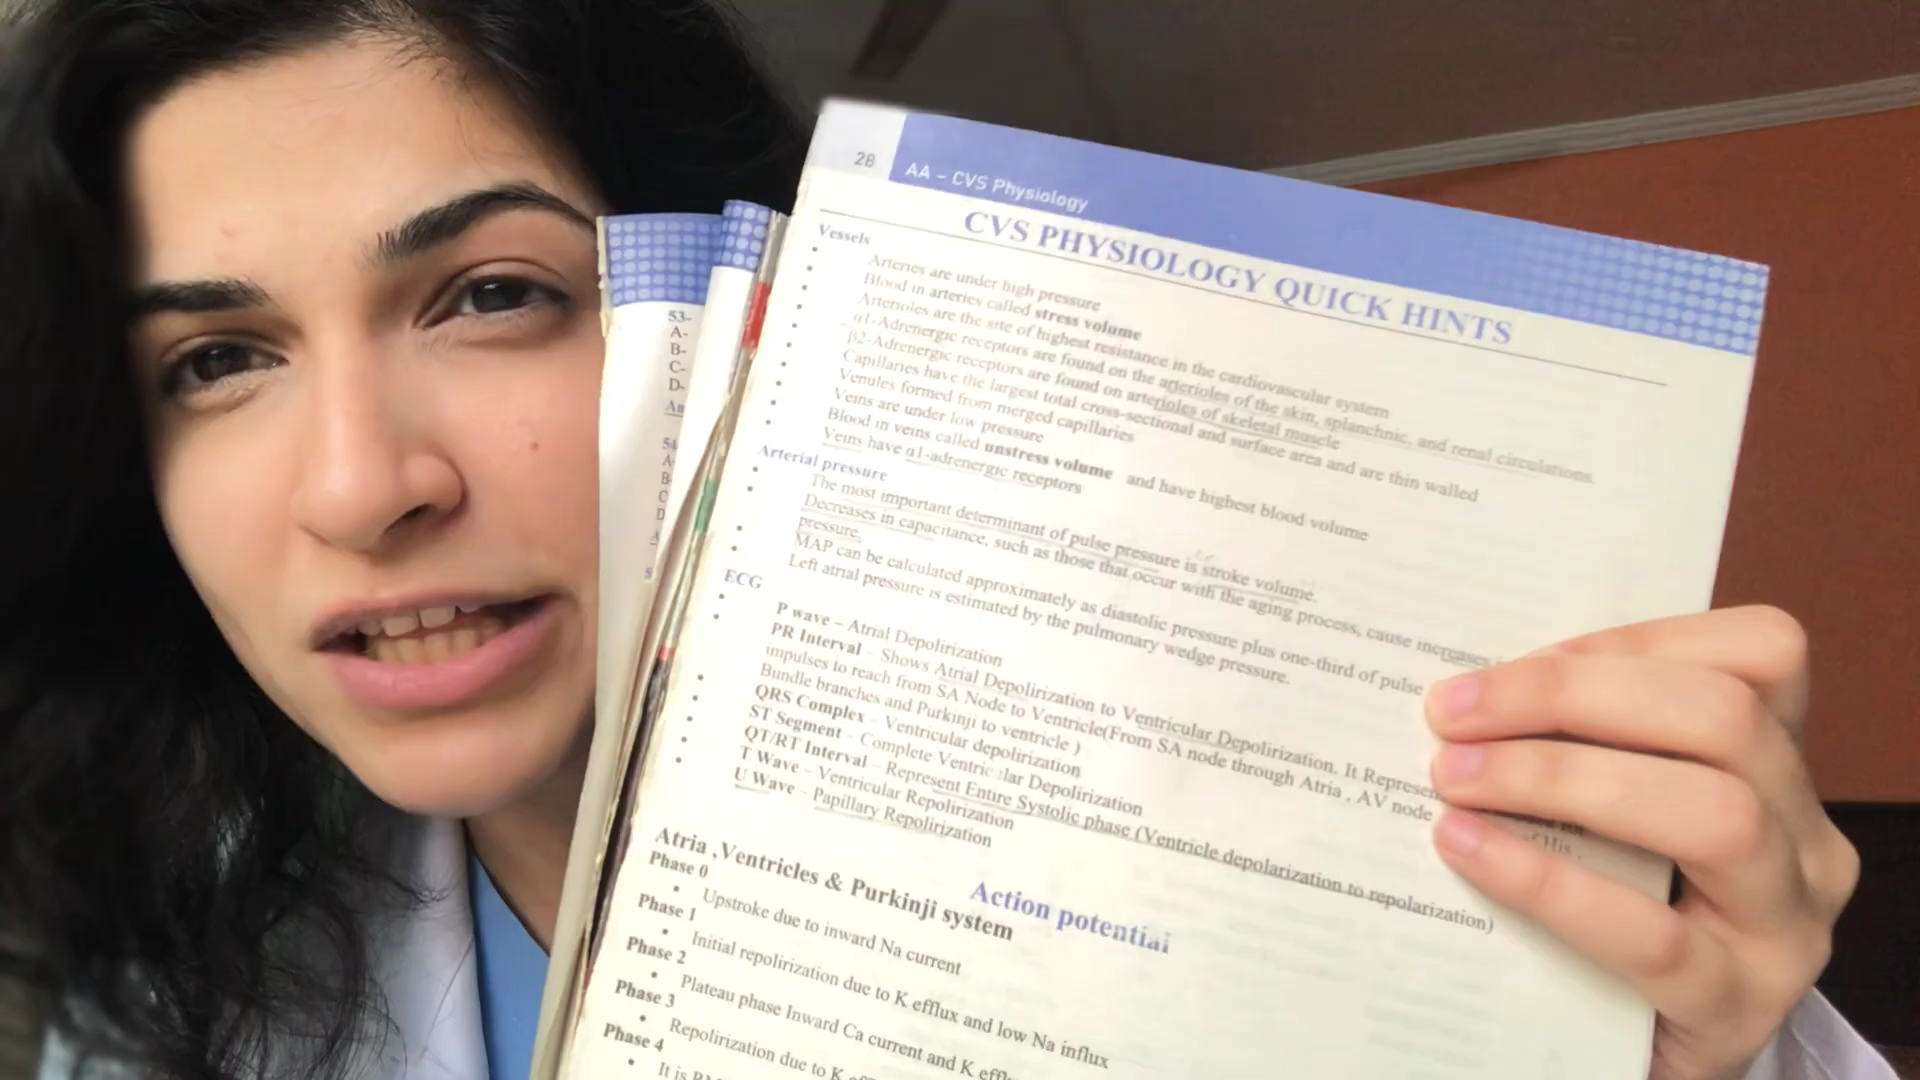 28
AA – CVS Physiology
CVS PHYSIOLOGY QUICK HINTS
Vessels
• Arteries are under high pressure
• Blood in arteries called stress volume
• Arterioles are the site of highest resistance in the cardiovascular system
• α1-Adrenergic receptors are found on the arterioles of the skin, splanchnic, and renal circulations.
• β2-Adrenergic receptors are found on arterioles of skeletal muscle
• Capillaries have the largest total cross-sectional and surface area and are thin walled
• Venules formed from merged capillaries
• Veins are under low pressure
• Blood in veins called unstress volume and have highest blood volume
• Veins have α1-adrenergic receptors
Arterial pressure
• The most important determinant of pulse pressure is stroke volume.
• Decreases in capacitance, such as those that occur with the aging process, cause increases
pressure.
• MAP can be calculated approximately as diastolic pressure plus one-third of pulse
• Left atrial pressure is estimated by the pulmonary wedge pressure.
ECG
• P wave – Atrial Depolirization
• PR Interval – Shows Atrial Depolirization to Ventricular Depolirization. It Represen
impulses to reach from SA Node to Ventricle(From SA node through Atria , AV node of His ,
Bundle branches and Purkinji to ventricle )
• QRS Complex – Ventricular depolirization
• ST Segment - Complete Ventricular Depolirization
• QT/RT Interval – Represent Entire Systolic phase (Ventricle depolarization to repolarization)
• T Wave – Ventricular Repolirization
• U Wave – Papillary Repolirization
Action potential
Atria ,Ventricles & Purkinji system
Phase 0
• Upstroke due to inward Na current
Phase 1
• Initial repolirization due to K efflux and low Na influx
Phase 2
• Plateau phase Inward Ca current and K effl
Phase 3
• Repolirization due to K ef
Phase 4
• It is
53-
A-
B-
C-
D-
An
54
A-
B-
C
D
A
5